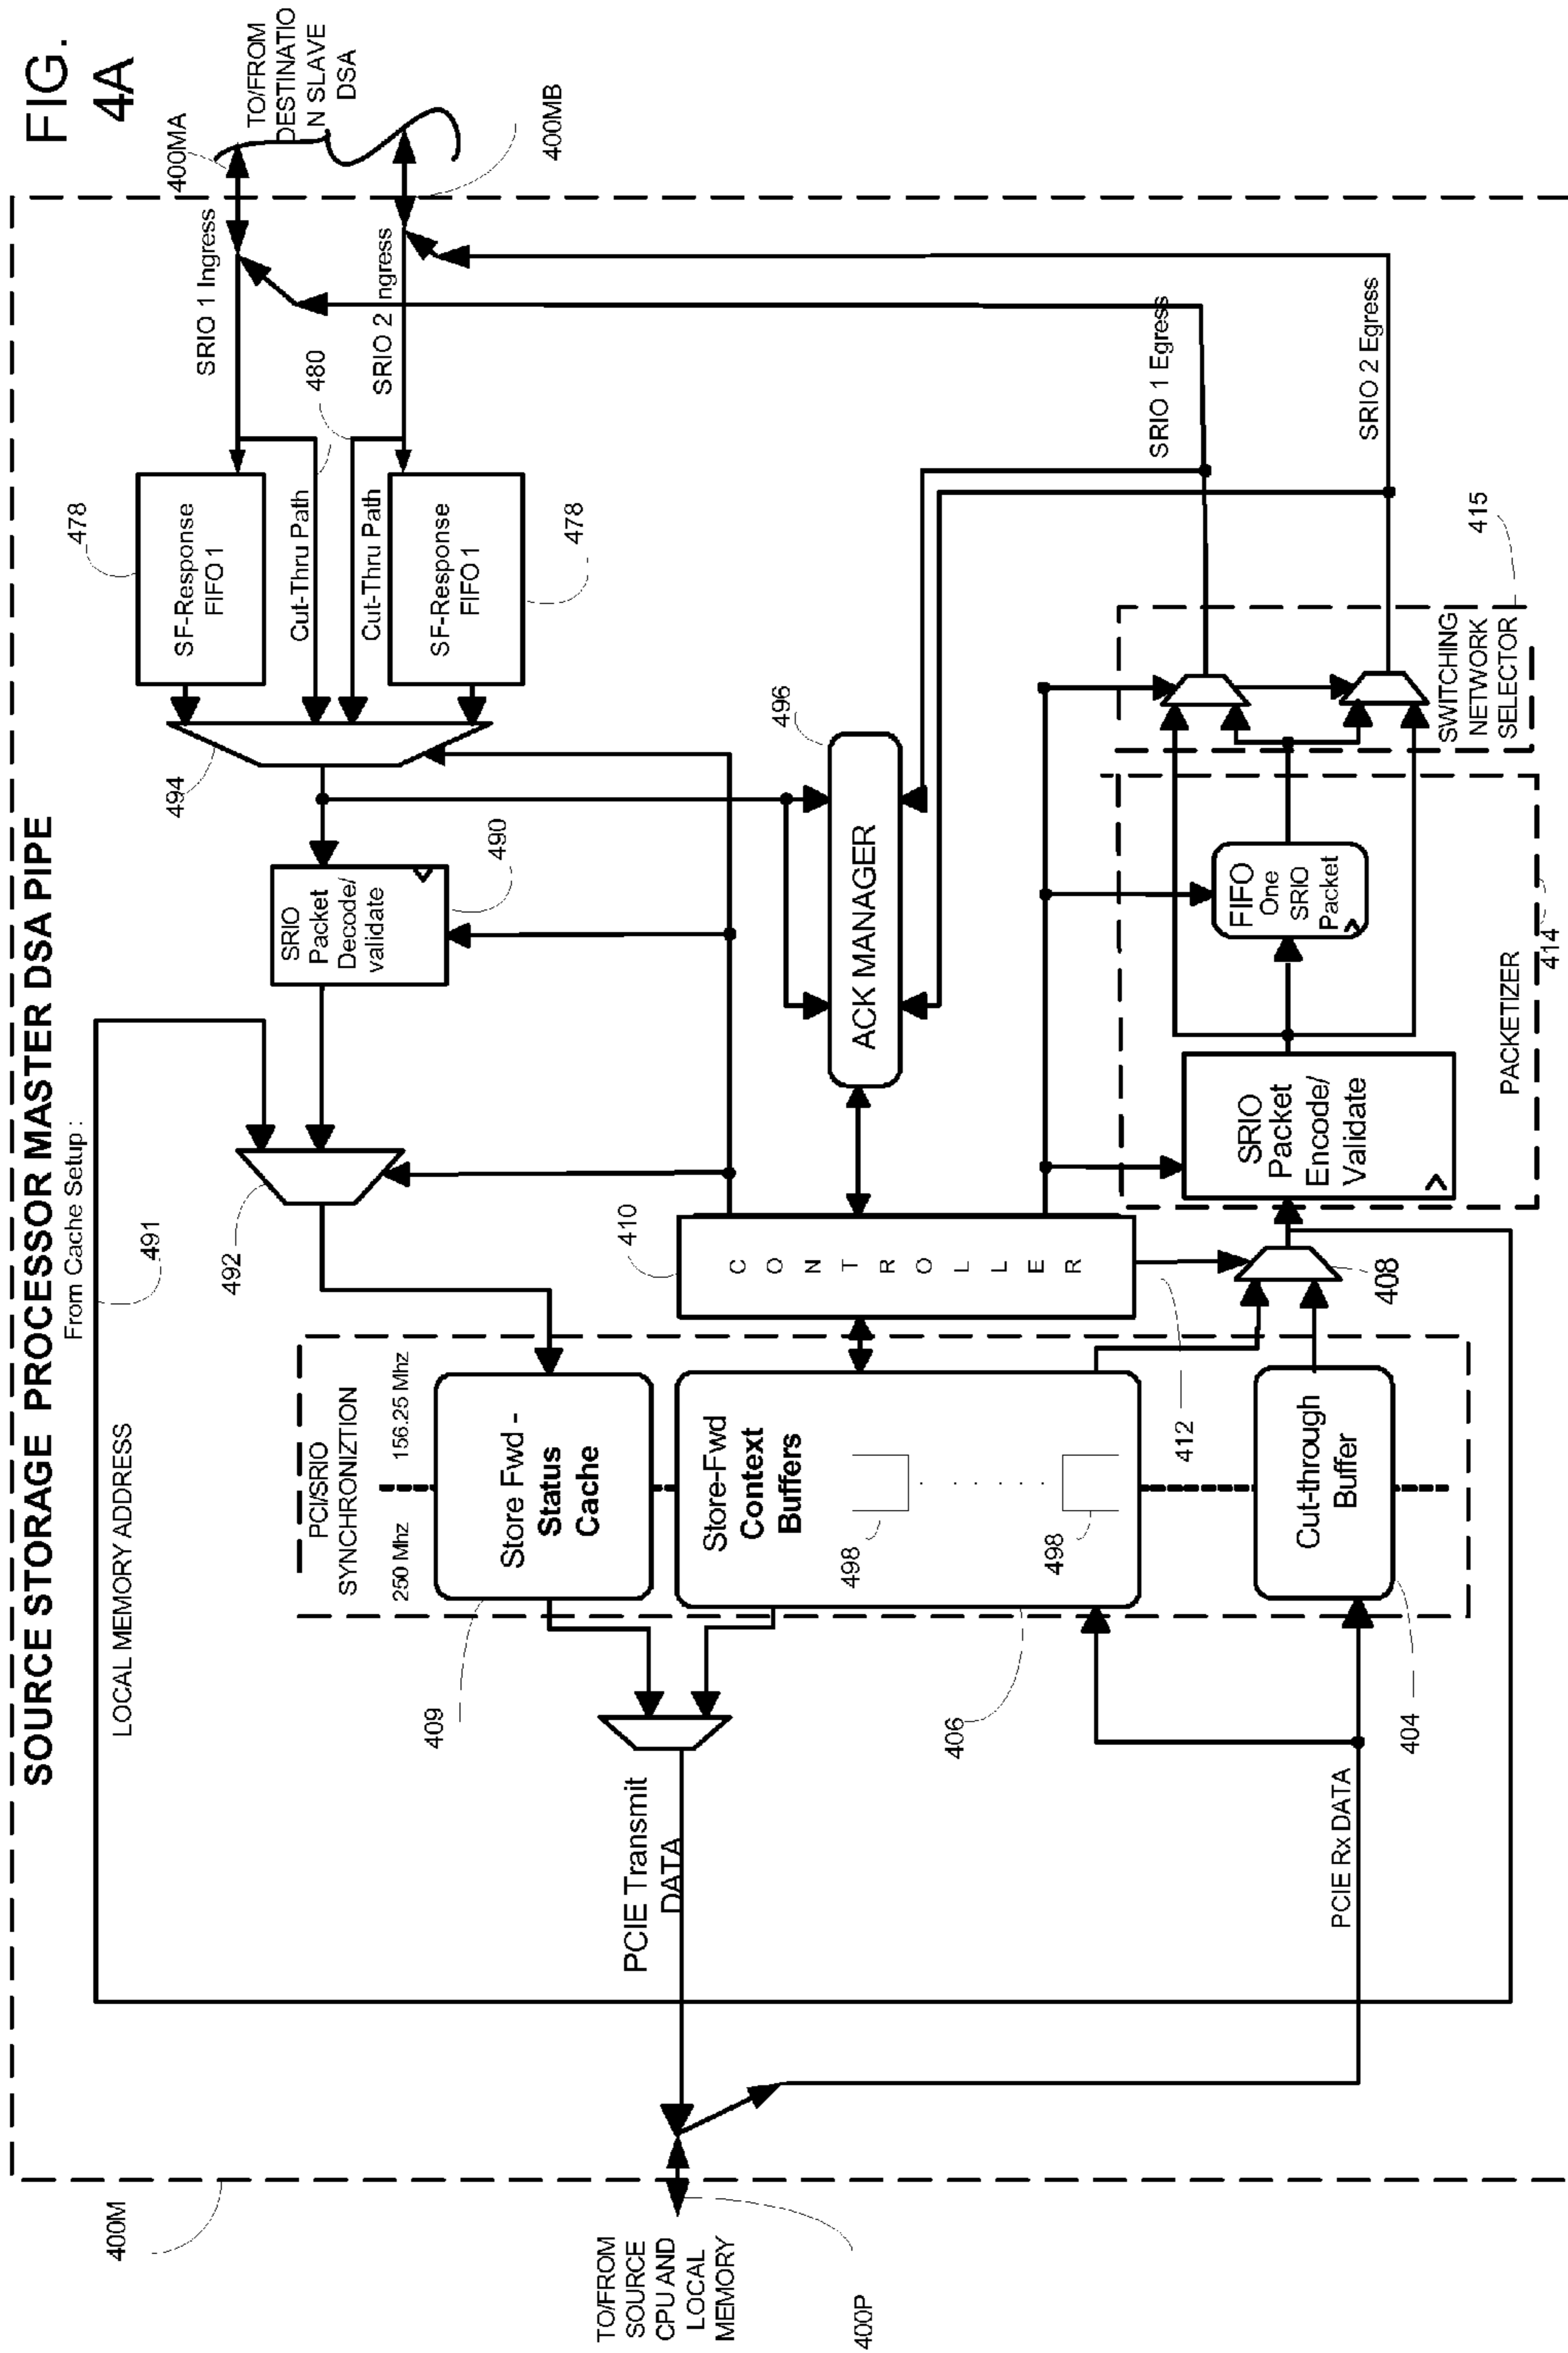 FIG.
4A
SOURCE STORAGE PROCESSOR MASTER DSA PIPE
From Cache Setup :
400M
LOCAL MEMORY ADDRESS
491
492
494
490
SRIO
Packet
Decode/
validate
478
SF-Response
FIFO 1
Cut-Thru Path
Cut-Thru Path
SF-Response
FIFO 1
478
480
SRIO 1 Ingress
SRIO 2 ngress
400MA
400MB
TO/FROM
DESTINATIO
N SLAVE
DSA
PCI/SRIO
SYNCHRONIZTION
250 Mhz
156.25 Mhz
Store Fwd -
Status
Cache
409
Store-Fwd
Context
Buffers
498
. . . . . .
498
406
Cut-through
Buffer
404
410
C O N T R O L L E R
412
408
496
ACK MANAGER
TO/FROM
SOURCE
CPU AND
LOCAL
MEMORY
400P
PCIE Transmit
DATA
PCIE Rx DATA
SRIO
Packet
Encode/
Validate
FIFO
One
SRIO
Packet
PACKETIZER
414
SWITCHING
NETWORK
SELECTOR
415
SRIO 1 Egress
SRIO 2 Egress